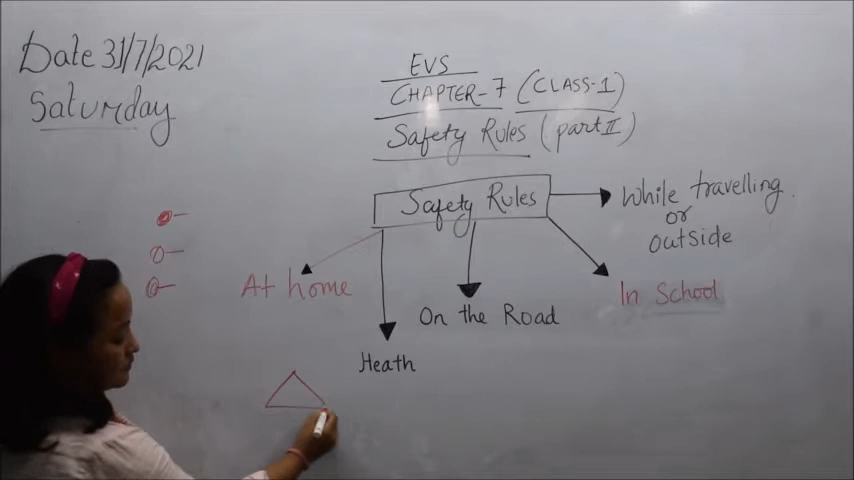 Date 31/7/2021
Saturday
EVS
CHAPTER-7 (CLASS-1)
Safety Rules (part II)
Safety Rules
While travelling
or
outside
At home
In School
On the Road
Heath